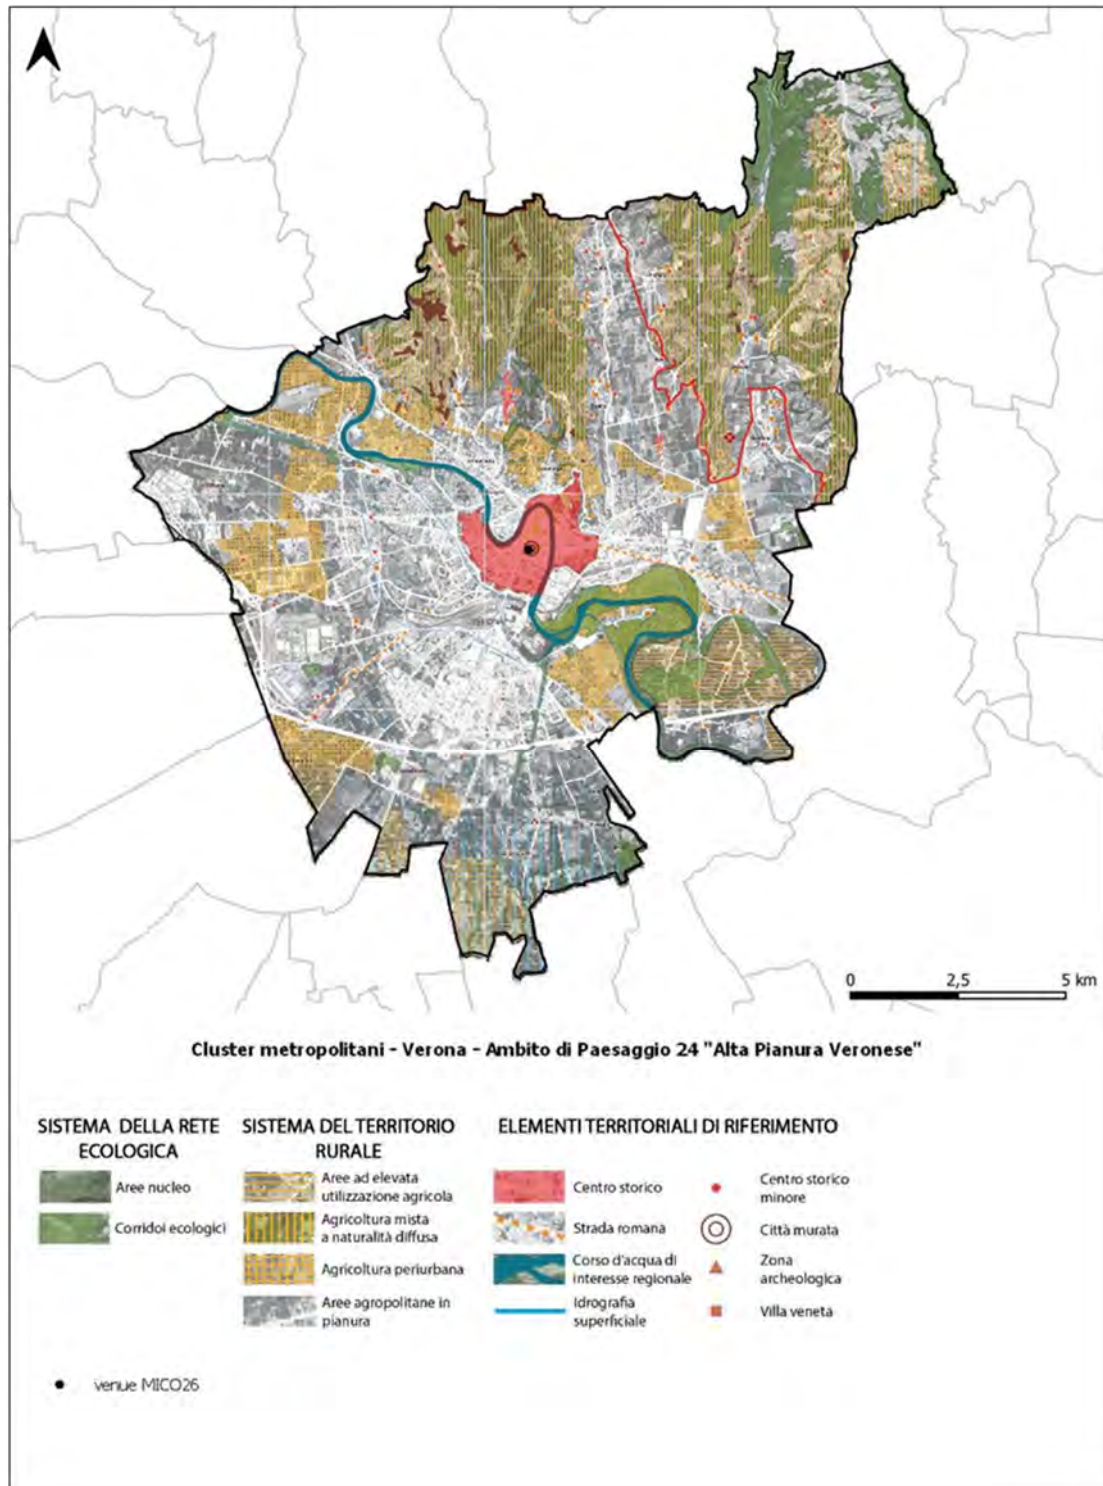 0 2,5 5 km
Cluster metropolitani - Verona - Ambito di Paesaggio 24 "Alta Pianura Veronese"
SISTEMA DELLA RETE
ECOLOGICA
Aree nucleo
Corridoi ecologici
SISTEMA DEL TERRITORIO
RURALE
Aree ad elevata
utilizzazione agricola
Agricoltura mista
a naturalità diffusa
Agricoltura periurbana
Aree agropolitane in
pianura
ELEMENTI TERRITORIALI DI RIFERIMENTO
Centro storico
Strada romana
Corso d'acqua di
interesse regionale
Idrografia
superficiale
Centro storico
minore
Città murata
Zona
archeologica
Villa veneta
venue MICO26